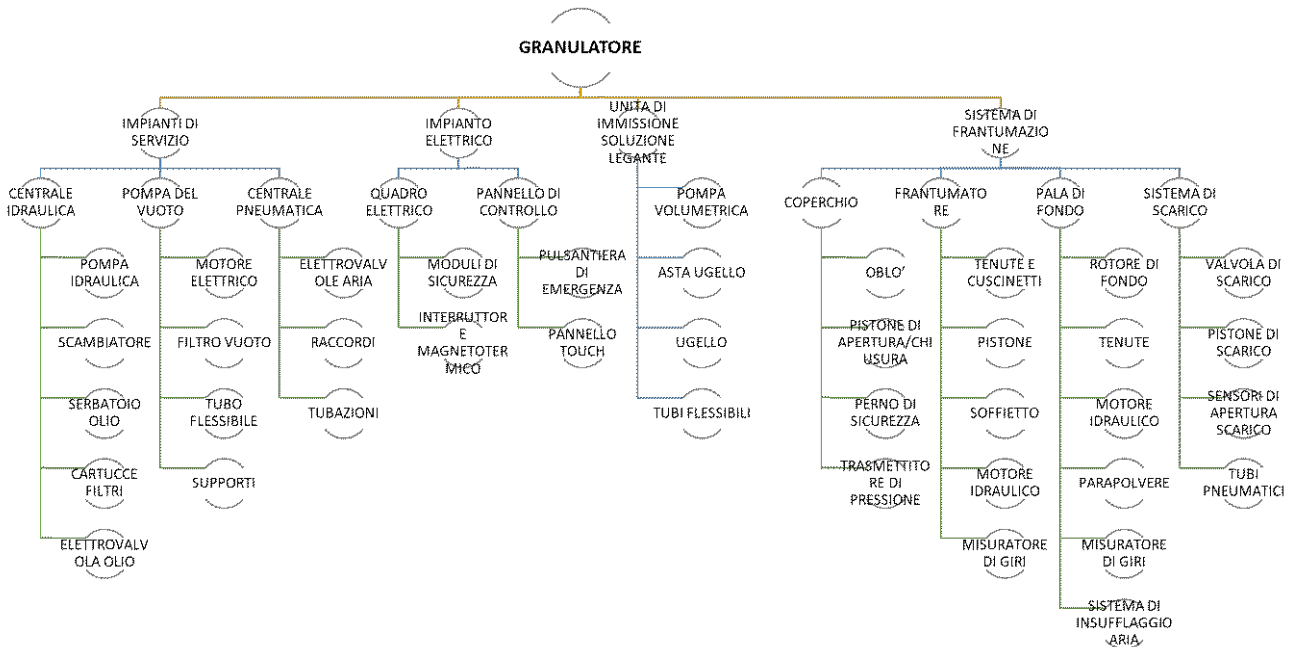 GRANULATORE
IMPIANTI DI
SERVIZIO
IMPIANTO
ELETTRICO
UNITA DI
IMMISSIONE
SOLUZIONE
LEGANTE
SISTEMA DI
FRANTUMAZIO
NE
CENTRALE
IDRAULICA
POMPA DEL
VUOTO
CENTRALE
PNEUMATICA
QUADRO
ELETTRICO
PANNELLO DI
CONTROLLO
POMPA
VOLUMETRICA
COPERCHIO
FRANTUMATO
RE
PALA DI
FONDO
SISTEMA DI
SCARICO
POMPA
IDRAULICA
MOTORE
ELETTRICO
ELETTROVALV
OLE ARIA
MODULI DI
SICUREZZA
PULSANTIERA
DI
EMERGENZA
ASTA UGELLO
OBLO'
TENUTE E
CUSCINETTI
ROTORE DI
FONDO
VALVOLA DI
SCARICO
SCAMBIATORE
FILTRO VUOTO
RACCORDI
INTERRUTTOR
E
MAGNETOTER
MICO
PANNELLO
TOUCH
UGELLO
PISTONE DI
APERTURA/CHI
USURA
PISTONE
TENUTE
PISTONE DI
SCARICO
SERBATOIO
OLIO
TUBO
FLESSIBILE
TUBAZIONI
TUBI FLESSIBILI
PERNO DI
SICUREZZA
SOFFIETTO
MOTORE
IDRAULICO
SENSORI DI
APERTURA
SCARICO
CARTUCCE
FILTRI
SUPPORTI
TRASMETTITO
RE DI
PRESSIONE
MOTORE
IDRAULICO
PARAPOLVERE
TUBI
PNEUMATICI
ELETTROVALV
OLA OLIO
MISURATORE
DI GIRI
MISURATORE
DI GIRI
SISTEMA DI
INSUFFLAGGIO
ARIA